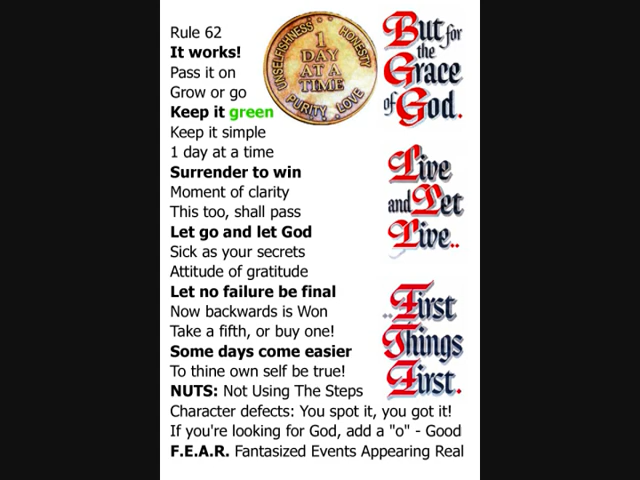 Rule 62
It works!
Pass it on
Grow or go
Keep it green
Keep it simple
1 day at a time
Surrender to win
Moment of clarity
This too, shall pass
Let go and let God
Sick as your secrets
Attitude of gratitude
Let no failure be final
Now backwards is Won
Take a fifth, or buy one!
Some days come easier
To thine own self be true!
NUTS: Not Using The Steps
Character defects: You spot it, you got it!
If you're looking for God, add a "o" - Good
F.E.A.R. Fantasized Events Appearing Real
UNSELFISHNESS HONESTY
1
DAY
AT A
TIME
PURITY LOVE
But for
the
Grace
of God.
Live
and Let
Live..
..First
Things
First.